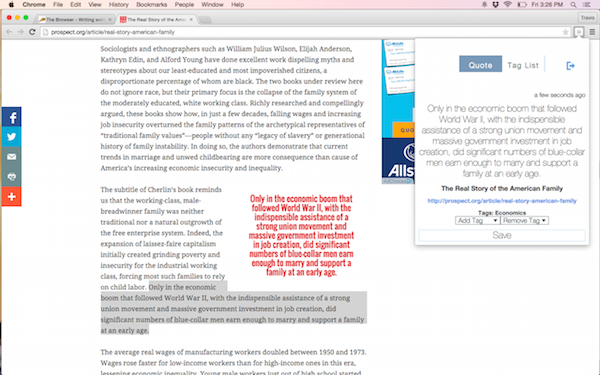 Chrome File Edit View History Bookmarks People Window Help
Fri 3:26 PM
The Browser - Writing wor
The Real Story of the Amer
Travis
prospect.org/article/real-story-american-family
Sociologists and ethnographers such as William Julius Wilson, Elijah Anderson,
Kathryn Edin, and Alford Young have done excellent work dispelling myths and
stereotypes about our least-educated and most impoverished citizens, a
disproportionate percentage of whom are black. The two books under review here
do not ignore race, but their primary focus is the collapse of the family system of
the moderately educated, white working class. Richly researched and compellingly
argued, these books show how, in just a few decades, falling wages and increasing
job insecurity overturned the family patterns of the archetypical representatives of
"traditional family values"—people without any "legacy of slavery" or generational
history of family instability. In doing so, the authors demonstrate that current
trends in marriage and unwed childbearing are more consequence than cause of
America's increasing economic insecurity and inequality.
The subtitle of Cherlin's book reminds
us that the working-class, male-
breadwinner family was neither
traditional nor a natural outgrowth of
the free enterprise system. Indeed, the
expansion of laissez-faire capitalism
initially created grinding poverty and
insecurity for the industrial working
class, forcing most such families to rely
on child labor. Only in the economic
boom that followed World War II, with the indispensible assistance of a strong
union movement and massive government investment in job creation, did
significant numbers of blue-collar men earn enough to marry and support a family
at an early age.
Only in the economic boom that
followed World War II, with the
indispensible assistance of a
strong union movement and
massive government investment
in job creation, did significant
numbers of blue-collar men earn
enough to marry and support a
family at an early age.
The average real wages of manufacturing workers doubled between 1950 and 1973.
Wages rose faster for low-income workers than for high-income ones in this era,
lessening economic inequality. Young male workers just out of high school started
QUO
Alls
Quote
Tag List
a few seconds ago
Only in the economic boom that followed
World War II, with the indispensible
assistance of a strong union movement and
massive government investment in job
creation, did significant numbers of blue-collar
men earn enough to marry and support a
family at an early age.
The Real Story of the American Family
http://prospect.org/article/real-story-american-family
Tags: Economics
Add Tag
Remove Tag
Save